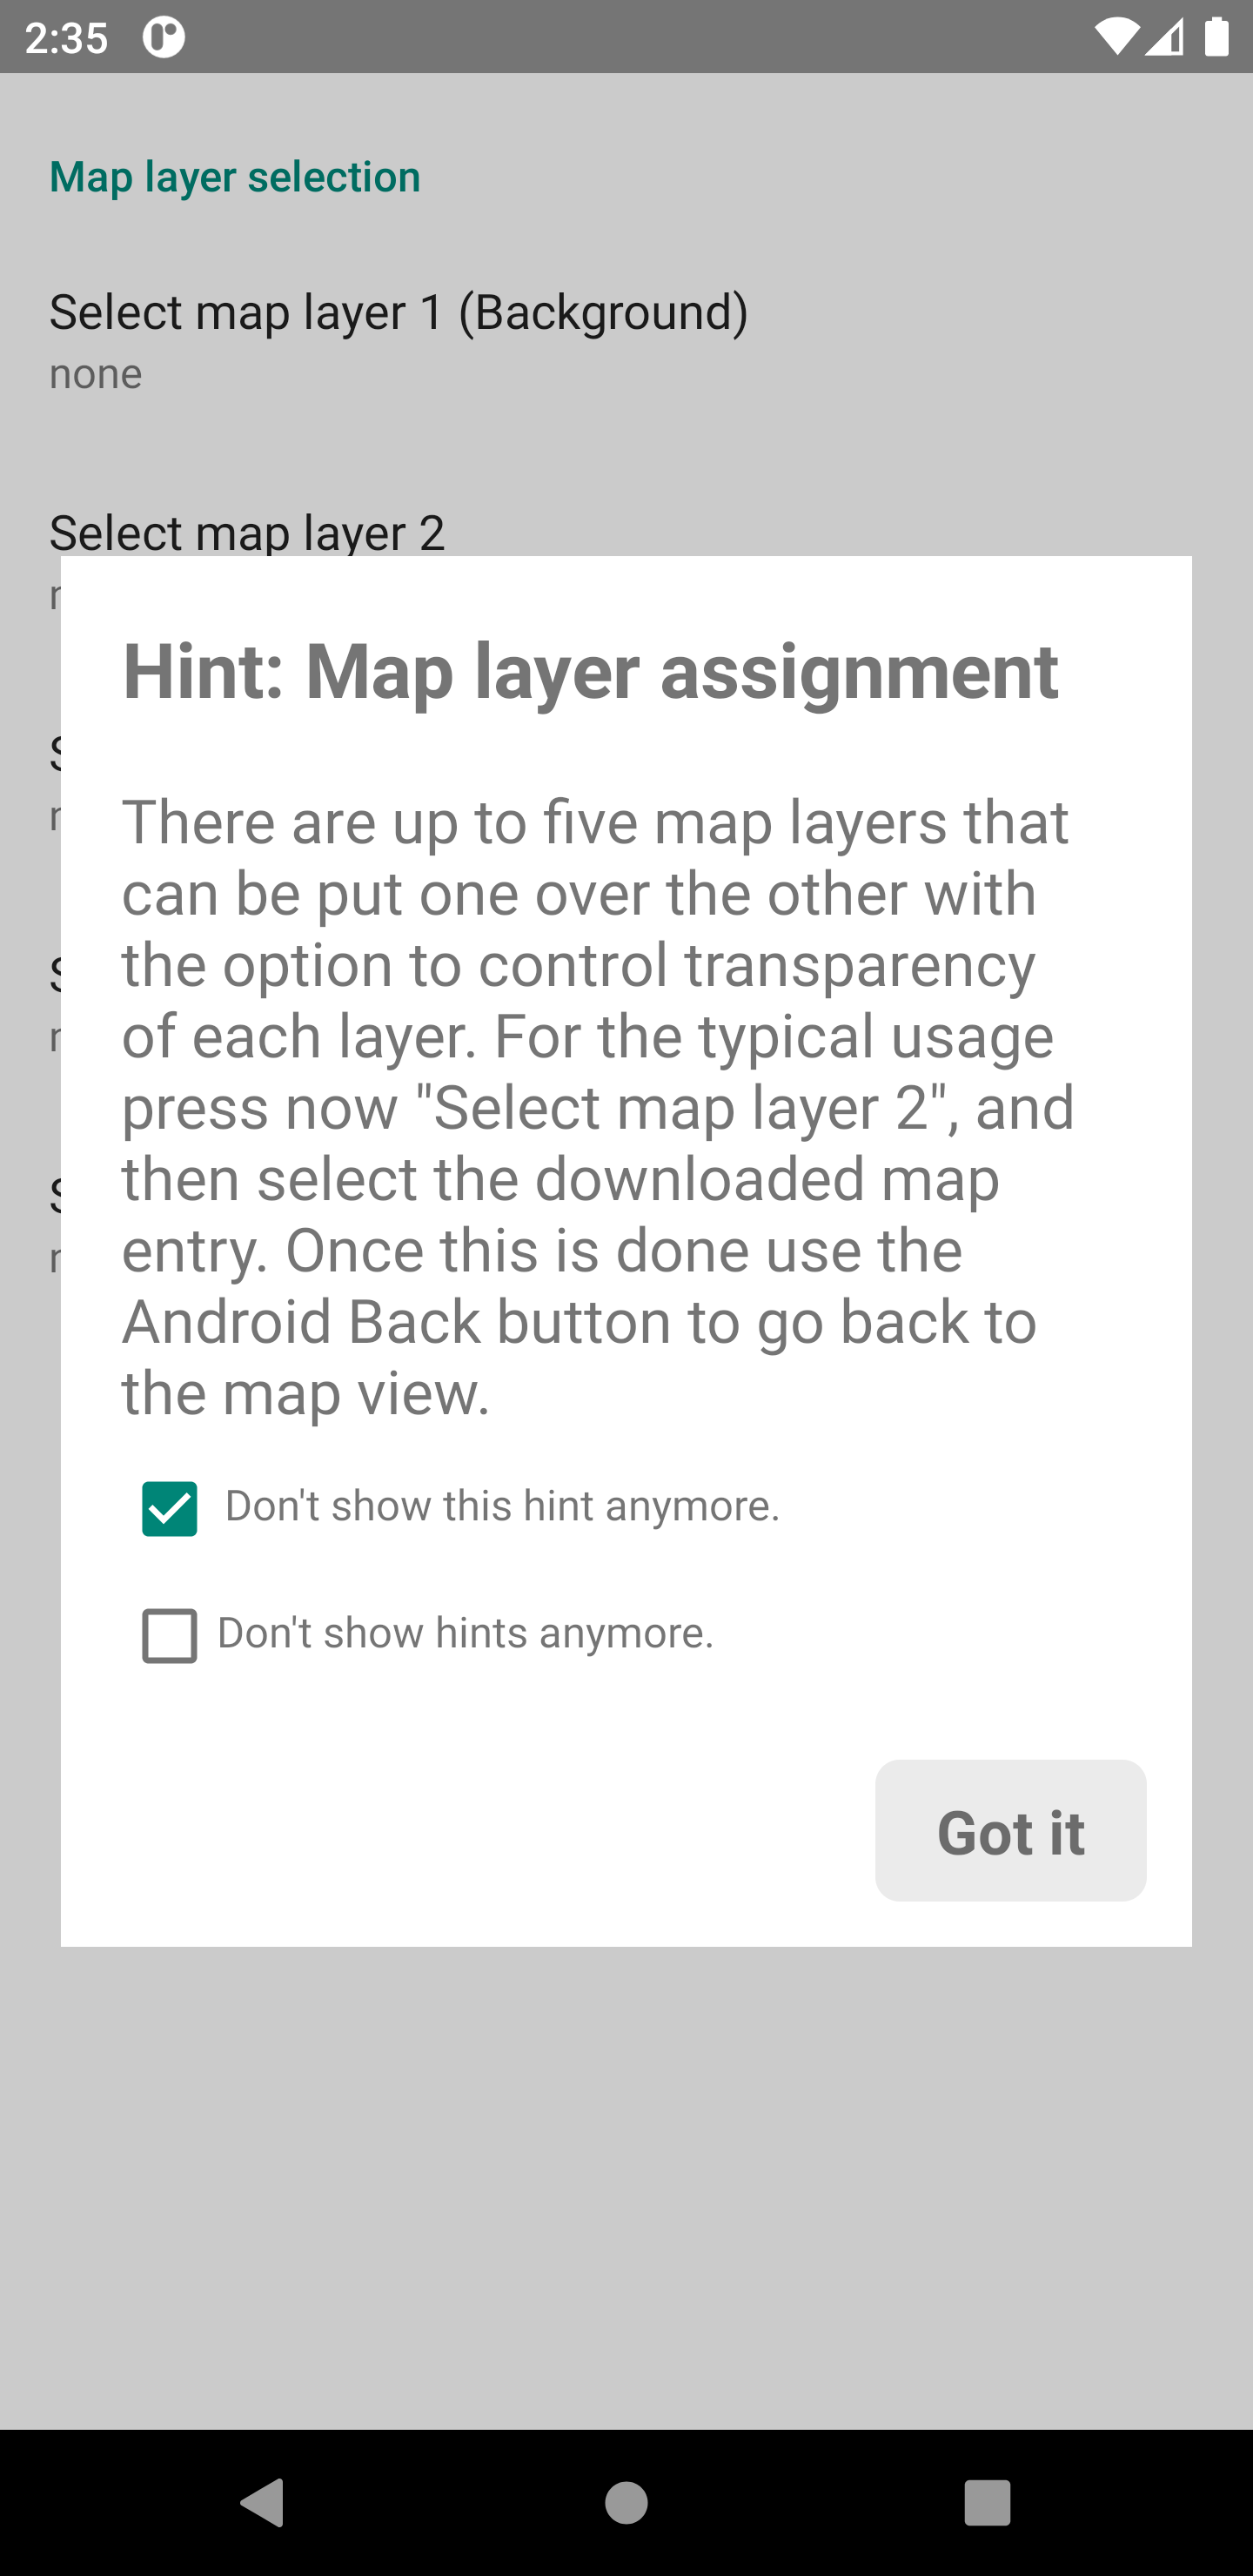 2:35
Map layer selection
Select map layer 1 (Background)
none
Select map layer 2
Hint: Map layer assignment
There are up to five map layers that
can be put one over the other with
the option to control transparency
of each layer. For the typical usage
press now "Select map layer 2", and
then select the downloaded map
entry. Once this is done use the
Android Back button to go back to
the map view.
Don't show this hint anymore.
Don't show hints anymore.
Got it